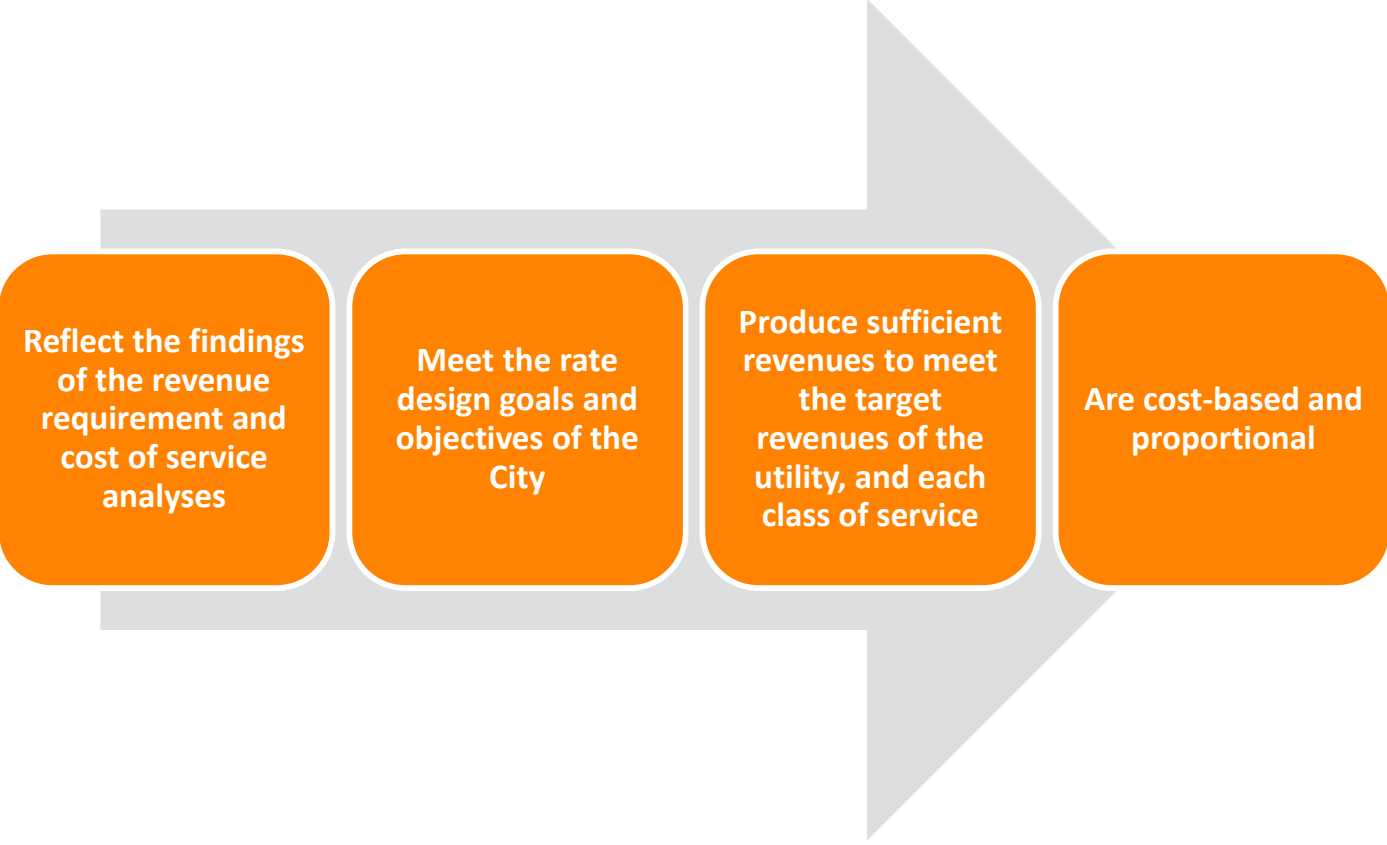 Reflect the findings
of the revenue
requirement and
cost of service
analyses
Meet the rate
design goals and
objectives of the
City
Produce sufficient
revenues to meet
the target
revenues of the
utility, and each
class of service
Are cost-based and
proportional